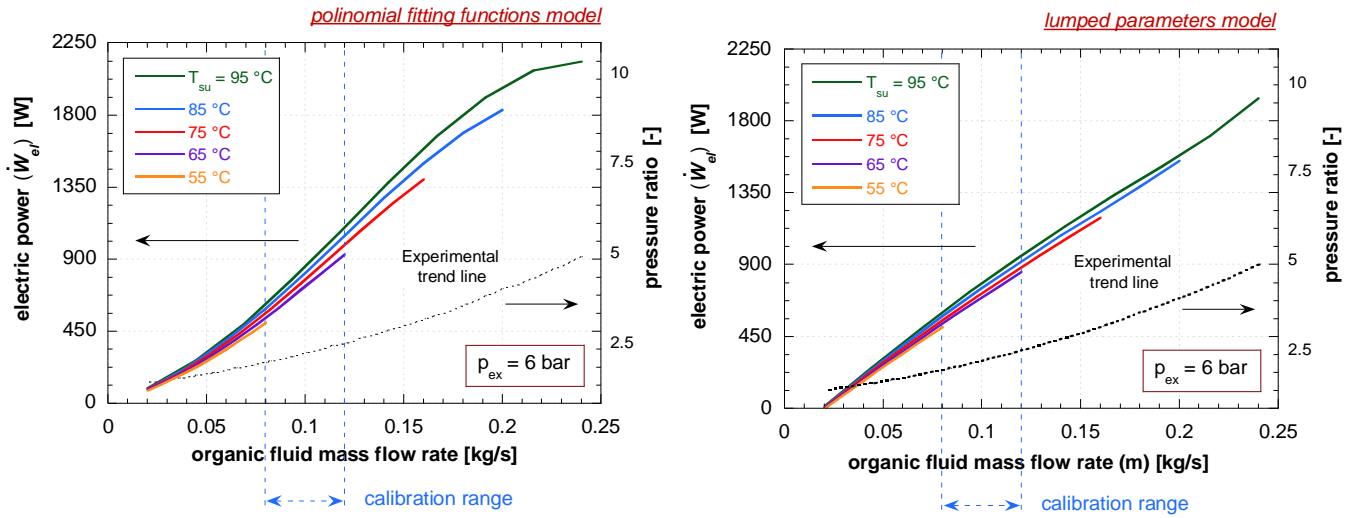 polinomial fitting functions model
2250
1800
1350
900
450
0
electric power (Ẇel) [W]
Tsu = 95 °C
85 °C
75 °C
65 °C
55 °C
10
7.5
5
2.5
pressure ratio [-]
Experimental
trend line
pex = 6 bar
0 0.05 0.1 0.15 0.2 0.25
organic fluid mass flow rate [kg/s]
calibration range
lumped parameters model
2250
1800
1350
900
450
0
electric power (Ẇel) [W]
Tsu = 95 °C
85 °C
75 °C
65 °C
55 °C
10
7.5
5
2.5
pressure ratio [-]
Experimental
trend line
pex = 6 bar
0 0.05 0.1 0.15 0.2 0.25
organic fluid mass flow rate (m) [kg/s]
calibration range